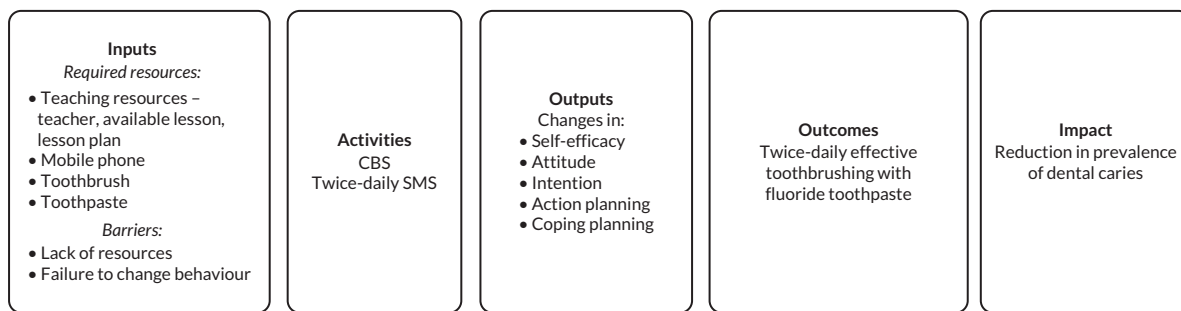 Inputs
Required resources:
• Teaching resources –
teacher, available lesson,
lesson plan
• Mobile phone
• Toothbrush
• Toothpaste
Barriers:
• Lack of resources
• Failure to change behaviour
Activities
CBS
Twice-daily SMS
Outputs
Changes in:
• Self-efficacy
• Attitude
• Intention
• Action planning
• Coping planning
Outcomes
Twice-daily effective
toothbrushing with
fluoride toothpaste
Impact
Reduction in prevalence
of dental caries